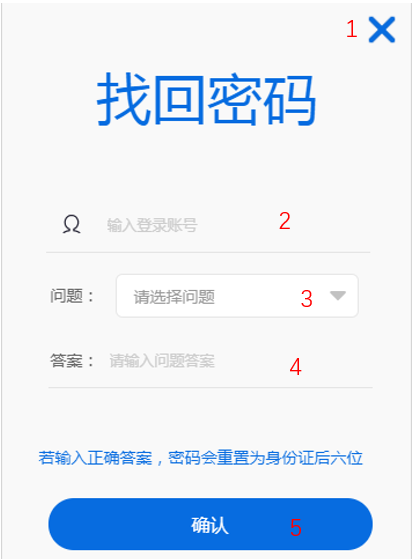 1
找回密码
输入登录账号 2
问题： 请选择问题 3
答案： 请输入问题答案 4
若输入正确答案，密码会重置为身份证后六位
确认 5